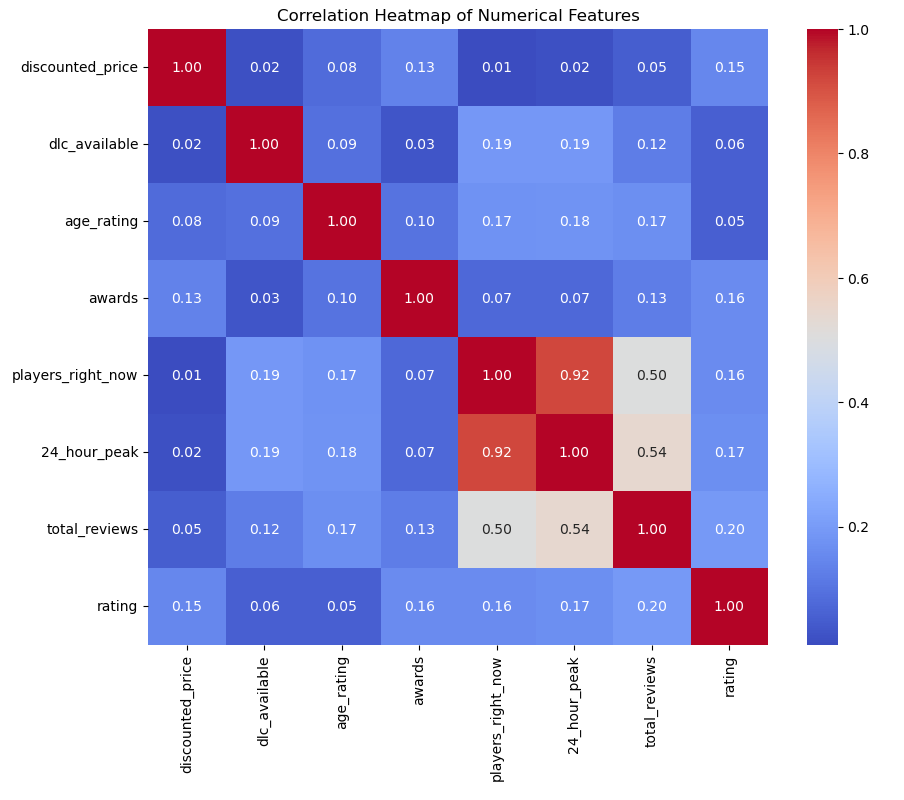 Correlation Heatmap of Numerical Features
discounted_price 1.00 0.02 0.08 0.13 0.01 0.02 0.05 0.15
dlc_available 0.02 1.00 0.09 0.03 0.19 0.19 0.12 0.06
age_rating 0.08 0.09 1.00 0.10 0.17 0.18 0.17 0.05
awards 0.13 0.03 0.10 1.00 0.07 0.07 0.13 0.16
players_right_now 0.01 0.19 0.17 0.07 1.00 0.92 0.50 0.16
24_hour_peak 0.02 0.19 0.18 0.07 0.92 1.00 0.54 0.17
total_reviews 0.05 0.12 0.17 0.13 0.50 0.54 1.00 0.20
rating 0.15 0.06 0.05 0.16 0.16 0.17 0.20 1.00
discounted_price
dlc_available
age_rating
awards
players_right_now
24_hour_peak
total_reviews
rating
1.0
0.8
0.6
0.4
0.2